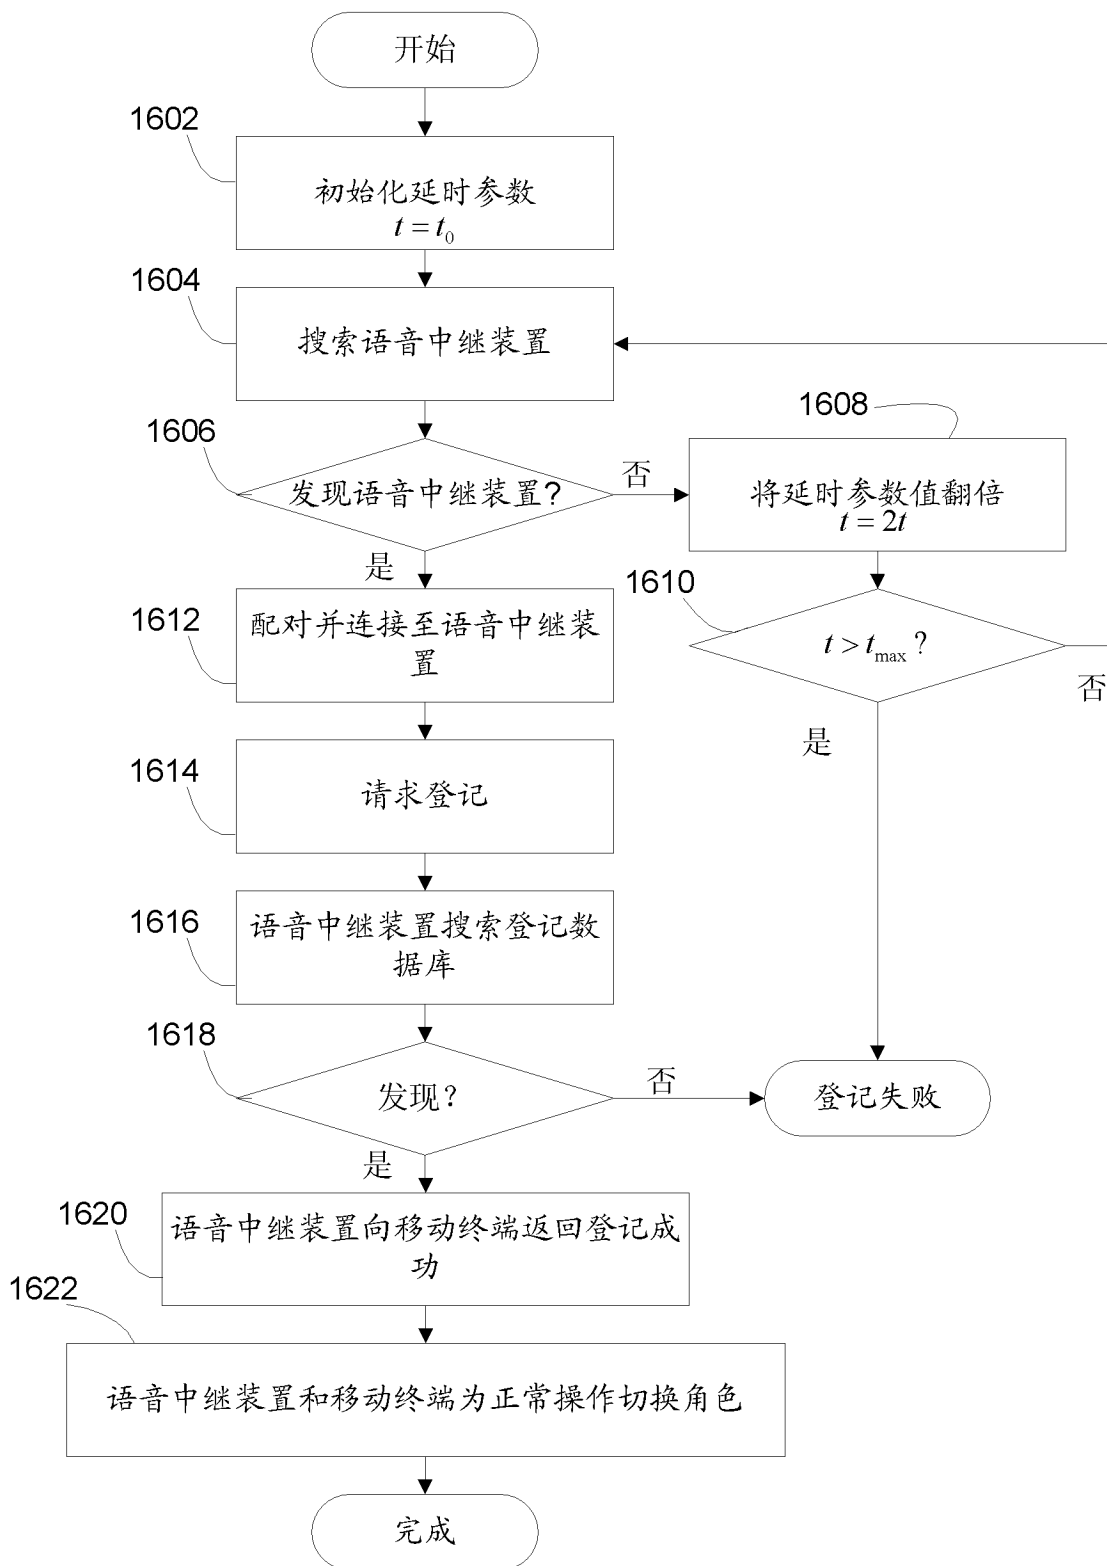 开始
1602
初始化延时参数
t = t₀
1604
搜索语音中继装置
1606
发现语音中继装置?
否
1608
将延时参数值翻倍
t = 2t
是
1610
t > tmax ?
否
是
1612
配对并连接至语音中继装
置
1614
请求登记
1616
语音中继装置搜索登记数
据库
1618
发现?
否
登记失败
是
1620
语音中继装置向移动终端返回登记成
功
1622
语音中继装置和移动终端为正常操作切换角色
完成